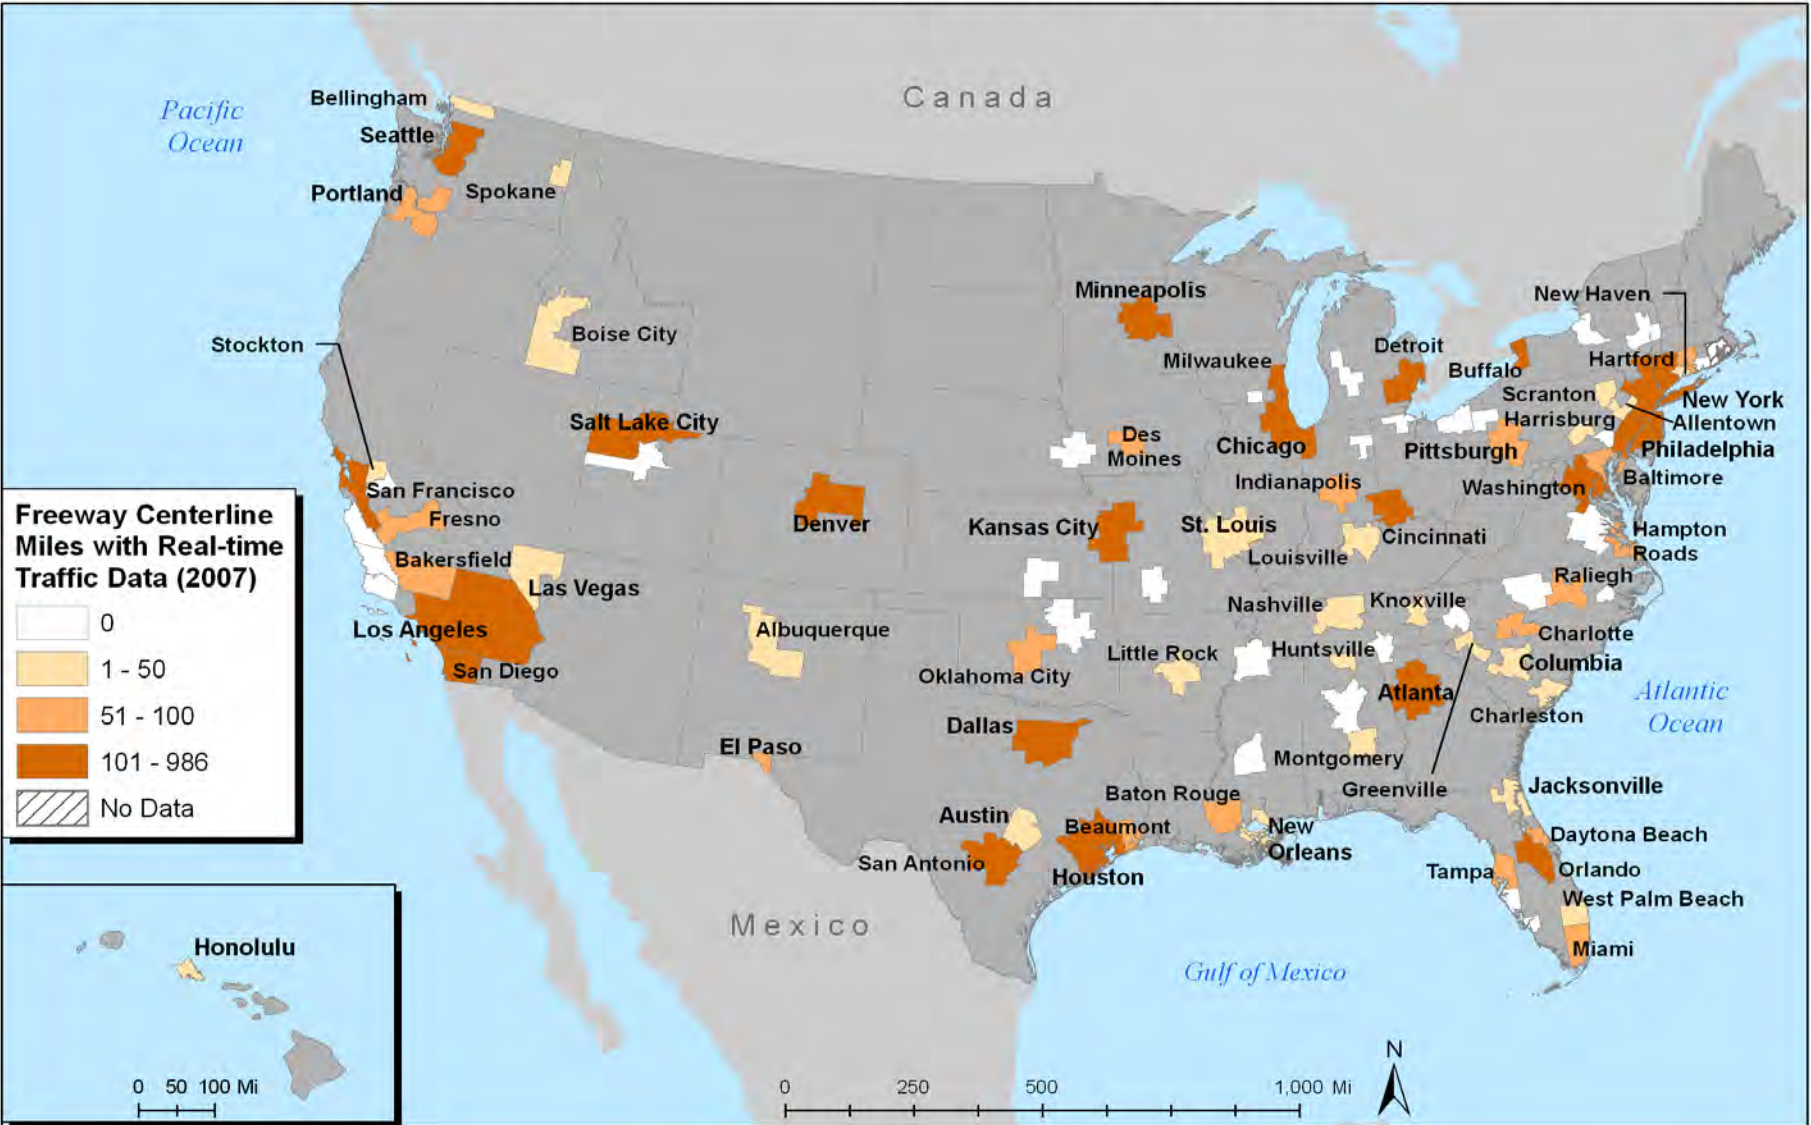 Canada
Pacific
Ocean
Bellingham
Seattle
Portland
Spokane
Stockton
Boise City
Salt Lake City
Minneapolis
Milwaukee
Detroit
Buffalo
New Haven
Hartford
Scranton
New York
Harrisburg
Allentown
Des
Moines
Chicago
Pittsburgh
Philadelphia
San Francisco
Fresno
Denver
Kansas City
St. Louis
Indianapolis
Washington
Baltimore
Louisville
Cincinnati
Hampton
Roads
Bakersfield
Las Vegas
Los Angeles
San Diego
Albuquerque
Nashville
Knoxville
Raliegh
Oklahoma City
Little Rock
Huntsville
Charlotte
Columbia
Atlantic
Ocean
El Paso
Dallas
Atlanta
Charleston
Montgomery
Greenville
Austin
Baton Rouge
Jacksonville
San Antonio
Beaumont
Houston
New
Orleans
Daytona Beach
Tampa
Orlando
West Palm Beach
Miami
Mexico
Gulf of Mexico
Freeway Centerline
Miles with Real-time
Traffic Data (2007)
0
1 - 50
51 - 100
101 - 986
No Data
Honolulu
0 50 100 Mi
0 250 500 1,000 Mi
N